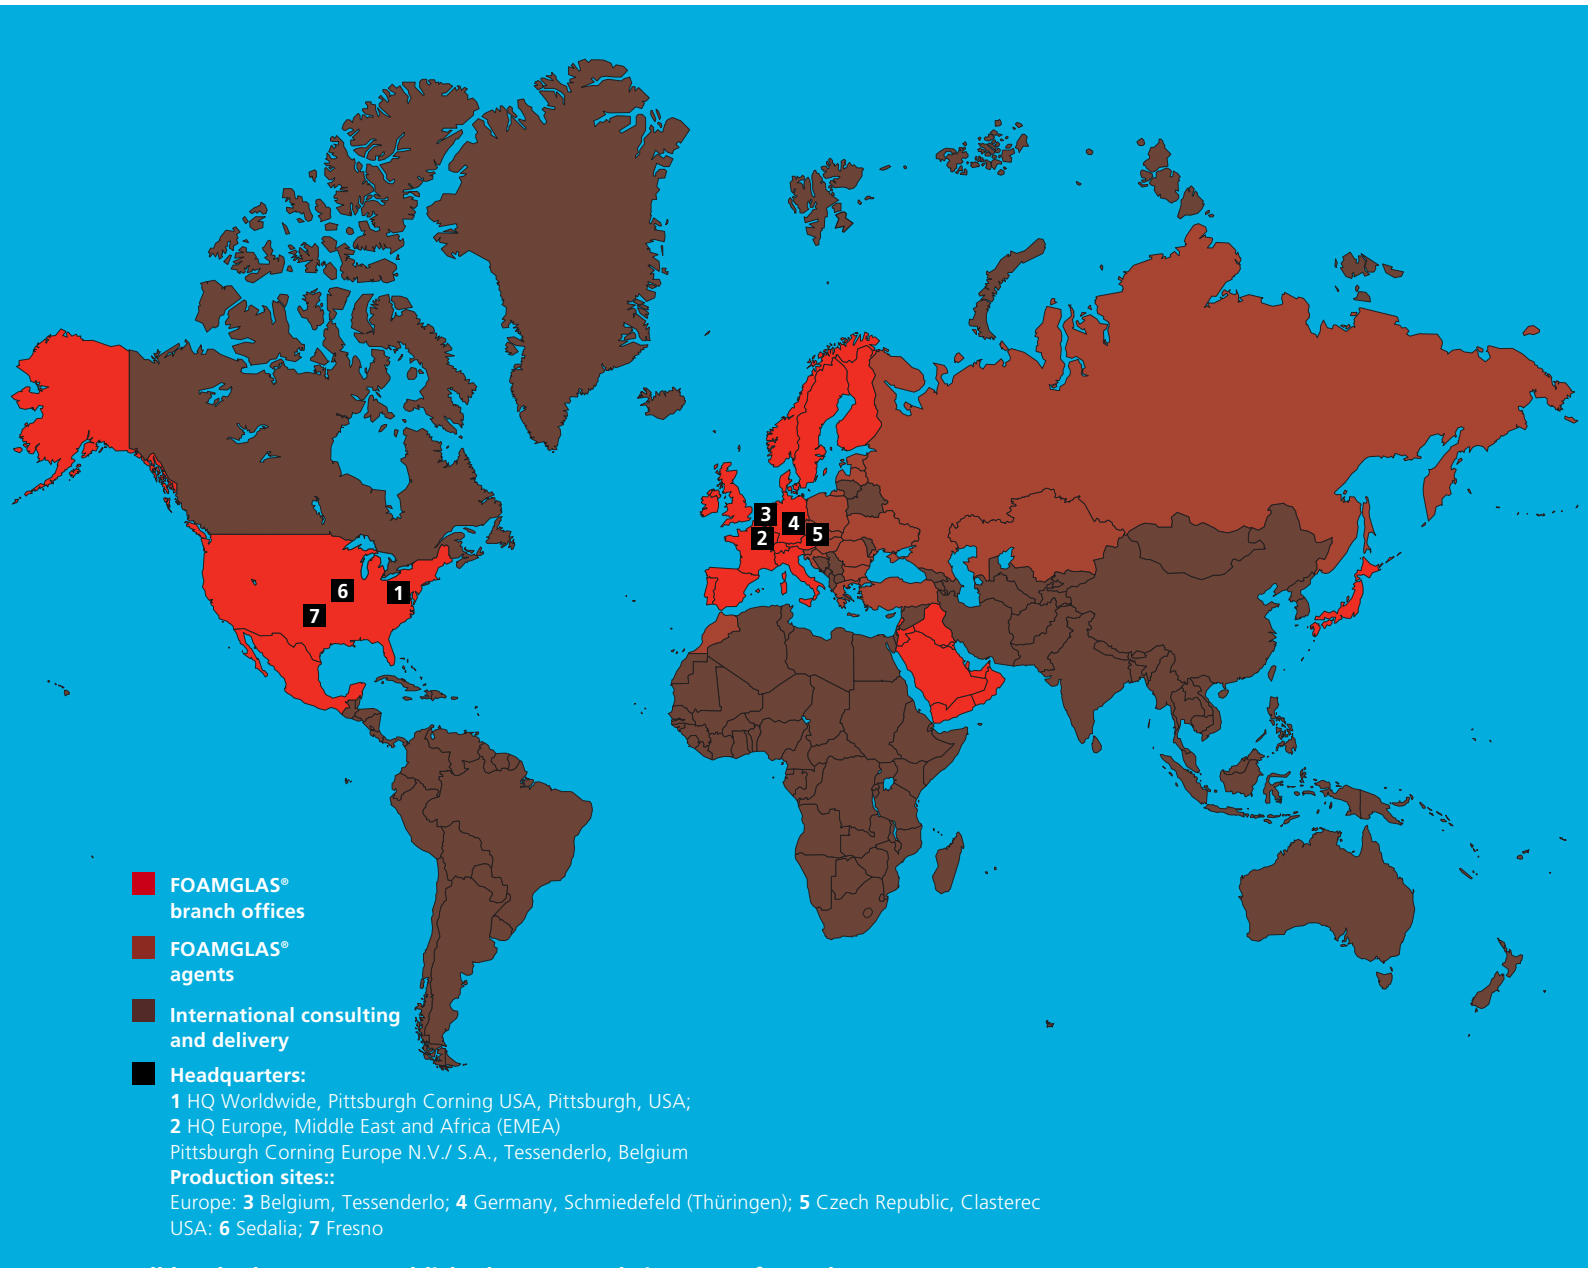 3
4
2
5
6
1
7
FOAMGLAS®
branch offices
FOAMGLAS®
agents
International consulting
and delivery
Headquarters:
1 HQ Worldwide, Pittsburgh Corning USA, Pittsburgh, USA;
2 HQ Europe, Middle East and Africa (EMEA)
Pittsburgh Corning Europe N.V./ S.A., Tessenderlo, Belgium
Production sites::
Europe: 3 Belgium, Tessenderlo; 4 Germany, Schmiedefeld (Thüringen); 5 Czech Republic, Clasterec
USA: 6 Sedalia; 7 Fresno